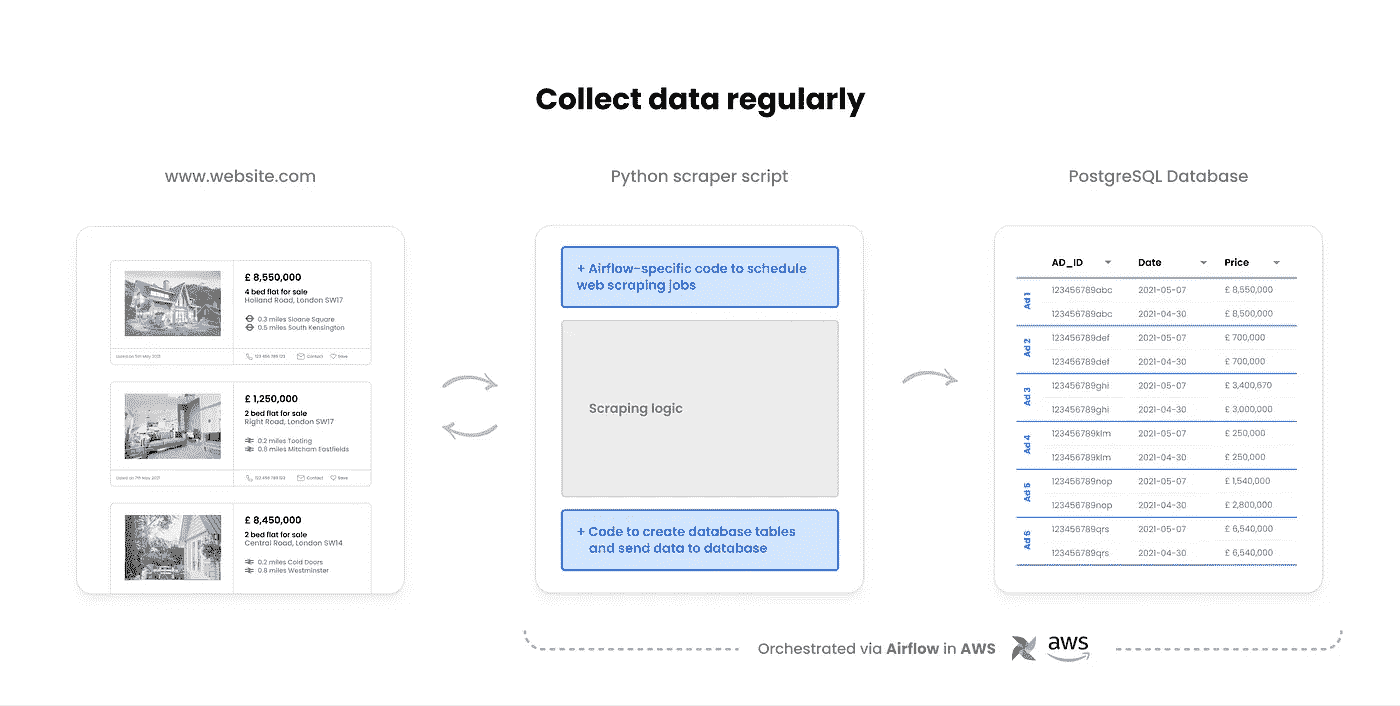 Collect data regularly
www.website.com
Python scraper script
PostgreSQL Database
£ 8,550,000
4 bed flat for sale
Holland Road, London SW17
0.3 miles Sloane Square
0.5 miles South Kensington
123 456 789 123 Contact Save
£ 1,250,000
2 bed flat for sale
Right Road, London SW17
0.2 miles Tooting
0.8 miles Mitcham Eastfields
123 456 789 123 Contact Save
£ 8,450,000
2 bed flat for sale
Central Road, London SW14
0.2 miles Cold Doors
0.8 miles Westminster
+ Airflow-specific code to schedule
web scraping jobs
Scraping logic
+ Code to create database tables
and send data to database
AD_ID Date Price
Ad 1
123456789abc 2021-05-07 £ 8,550,000
123456789abc 2021-04-30 £ 8,500,000
Ad 2
123456789def 2021-05-07 £ 700,000
123456789def 2021-04-30 £ 700,000
Ad 3
123456789ghi 2021-05-07 £ 3,400,670
123456789ghi 2021-04-30 £ 3,000,000
Ad 4
123456789klm 2021-05-07 £ 250,000
123456789klm 2021-04-30 £ 250,000
Ad 5
123456789nop 2021-05-07 £ 1,540,000
123456789nop 2021-04-30 £ 2,800,000
Ad 6
123456789qrs 2021-05-07 £ 6,540,000
123456789qrs 2021-04-30 £ 6,540,000
Orchestrated via Airflow in AWS
aws